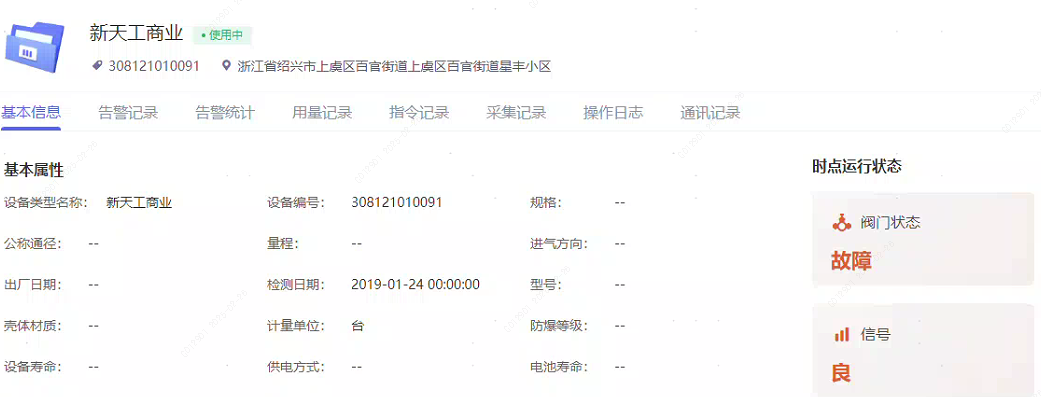 新天工商业 使用中
308121010091 浙江省绍兴市上虞区百官街道上虞区百官街道星丰小区
基本信息 告警记录 告警统计 用量记录 指令记录 采集记录 操作日志 通讯记录
基本属性
设备类型名称: 新天工商业 设备编号: 308121010091 规格: --
公称通径: -- 量程: -- 进气方向: --
出厂日期: -- 检测日期: 2019-01-24 00:00:00 型号: --
壳体材质: -- 计量单位: 台 防爆等级: --
设备寿命: -- 供电方式: -- 电池寿命: --
时点运行状态
阀门状态
故障
信号
良